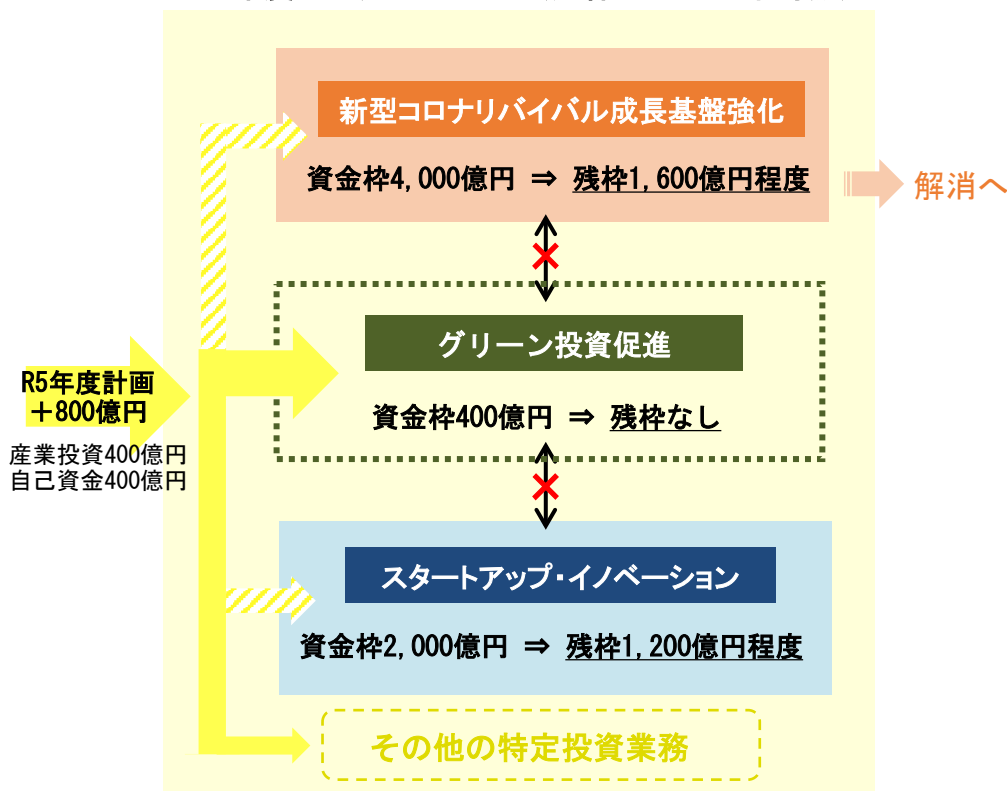 新型コロナリバイバル成長基盤強化
資金枠4,000億円 ⇒ 残枠1,600億円程度
解消へ
グリーン投資促進
資金枠400億円 ⇒ 残枠なし
R5年度計画
＋800億円
産業投資400億円
自己資金400億円
スタートアップ・イノベーション
資金枠2,000億円 ⇒ 残枠1,200億円程度
その他の特定投資業務